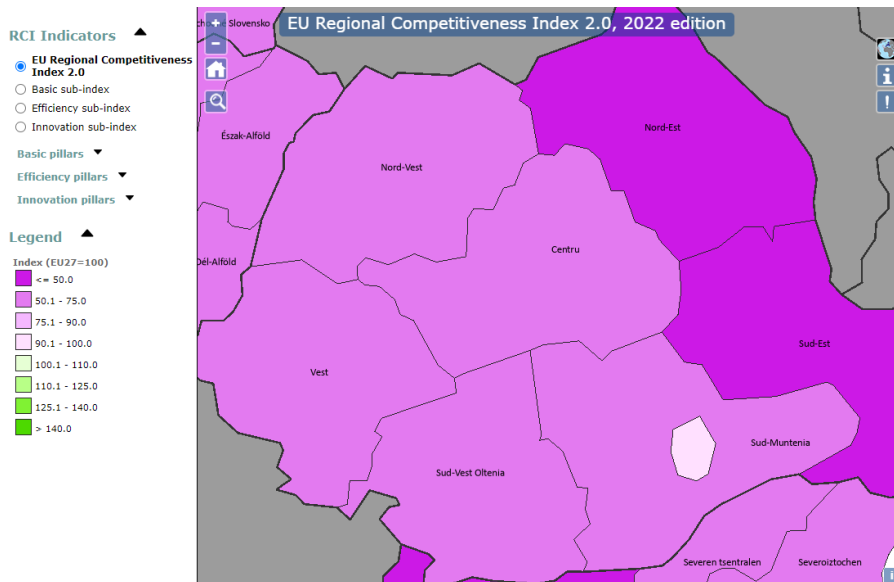 EU Regional Competitiveness Index 2.0, 2022 edition
RCI Indicators
EU Regional Competitiveness
Index 2.0
Basic sub-index
Efficiency sub-index
Innovation sub-index
Basic pillars
Efficiency pillars
Innovation pillars
Legend
Index (EU27=100)
<= 50.0
50.1 - 75.0
75.1 - 90.0
90.1 - 100.0
100.1 - 110.0
110.1 - 125.0
125.1 - 140.0
> 140.0
+
−
i
!
Slovensko
Észak-Alföld
Nord-Vest
Nord-Est
Centru
Dél-Alföld
Vest
Sud-Est
Sud-Muntenia
Sud-Vest Oltenia
Severen tsentralen
Severoiztochen